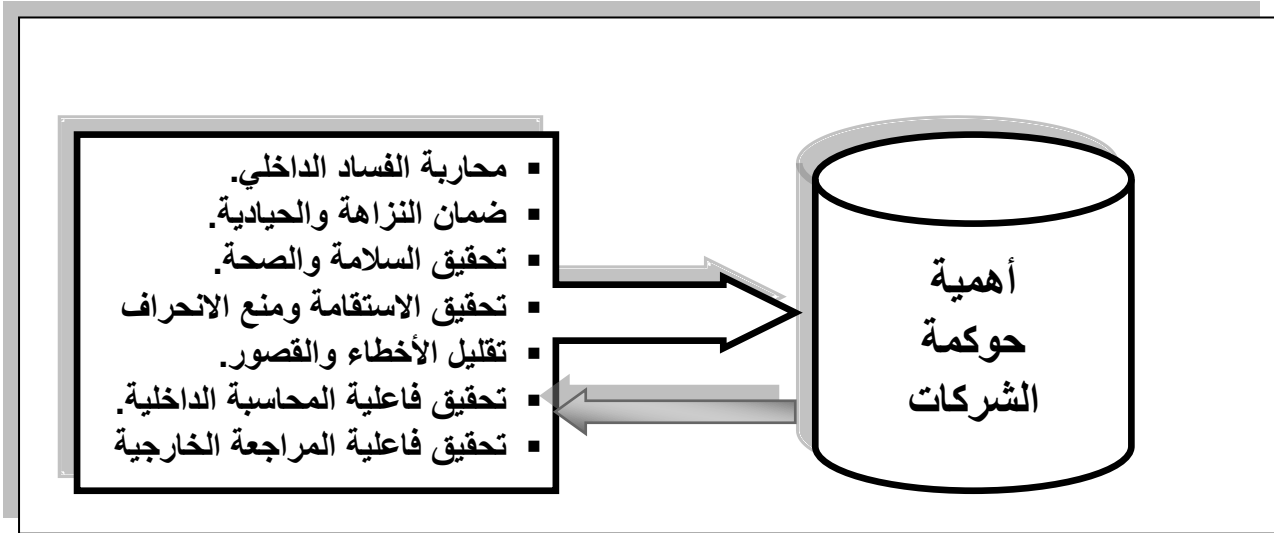 أهمية
حوكمة
الشركات
▪ محاربة الفساد الداخلي.
▪ ضمان النزاهة والحيادية.
▪ تحقيق السلامة والصحة.
▪ تحقيق الاستقامة ومنع الانحراف
▪ تقليل الأخطاء والقصور.
▪ تحقيق فاعلية المحاسبة الداخلية.
▪ تحقيق فاعلية المراجعة الخارجية